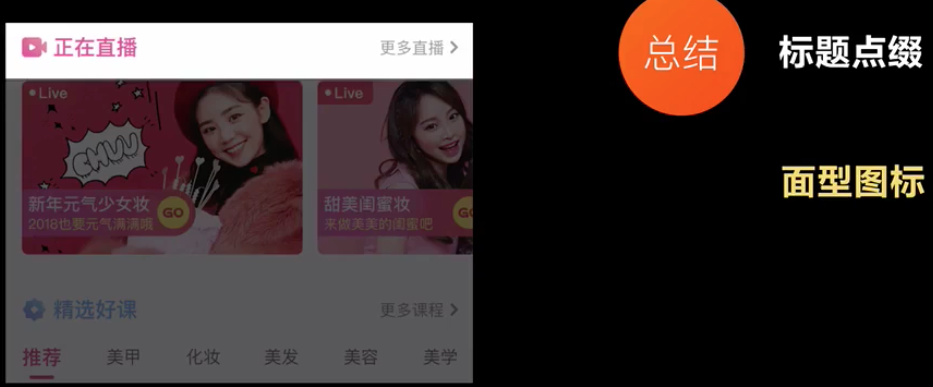 正在直播
更多直播
Live
CHUU
新年元气少女妆
2018也要元气满满哦
GO
Live
甜美闺蜜妆
来做美美的闺蜜吧
GO
精选好课
更多课程
推荐 美甲 化妆 美发 美容 美学
总结
标题点缀
面型图标